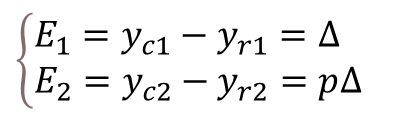 E₁ = y_c1 − y_r1 = Δ
E₂ = y_c2 − y_r2 = pΔ